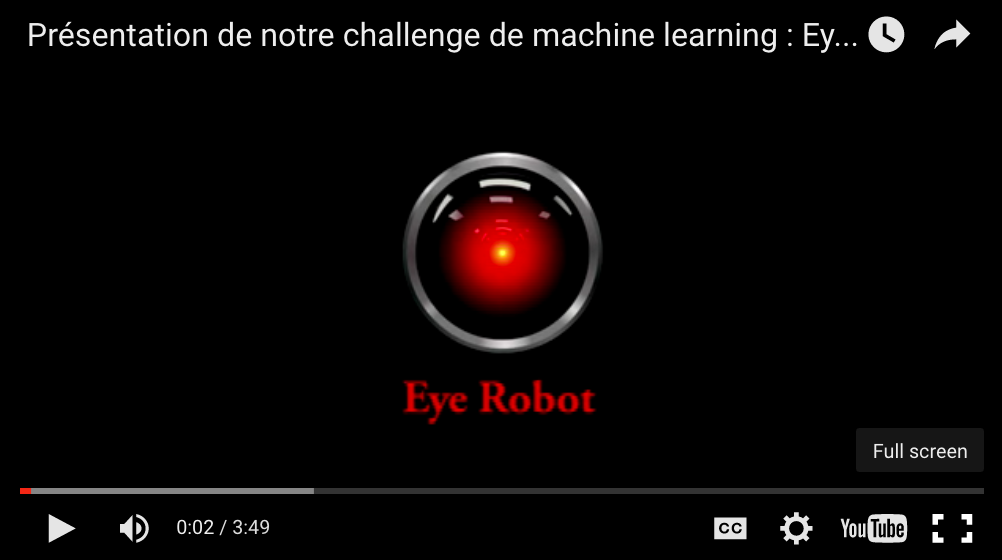 Présentation de notre challenge de machine learning : Ey...
Eye Robot
Full screen
0:02 / 3:49
CC
YouTube